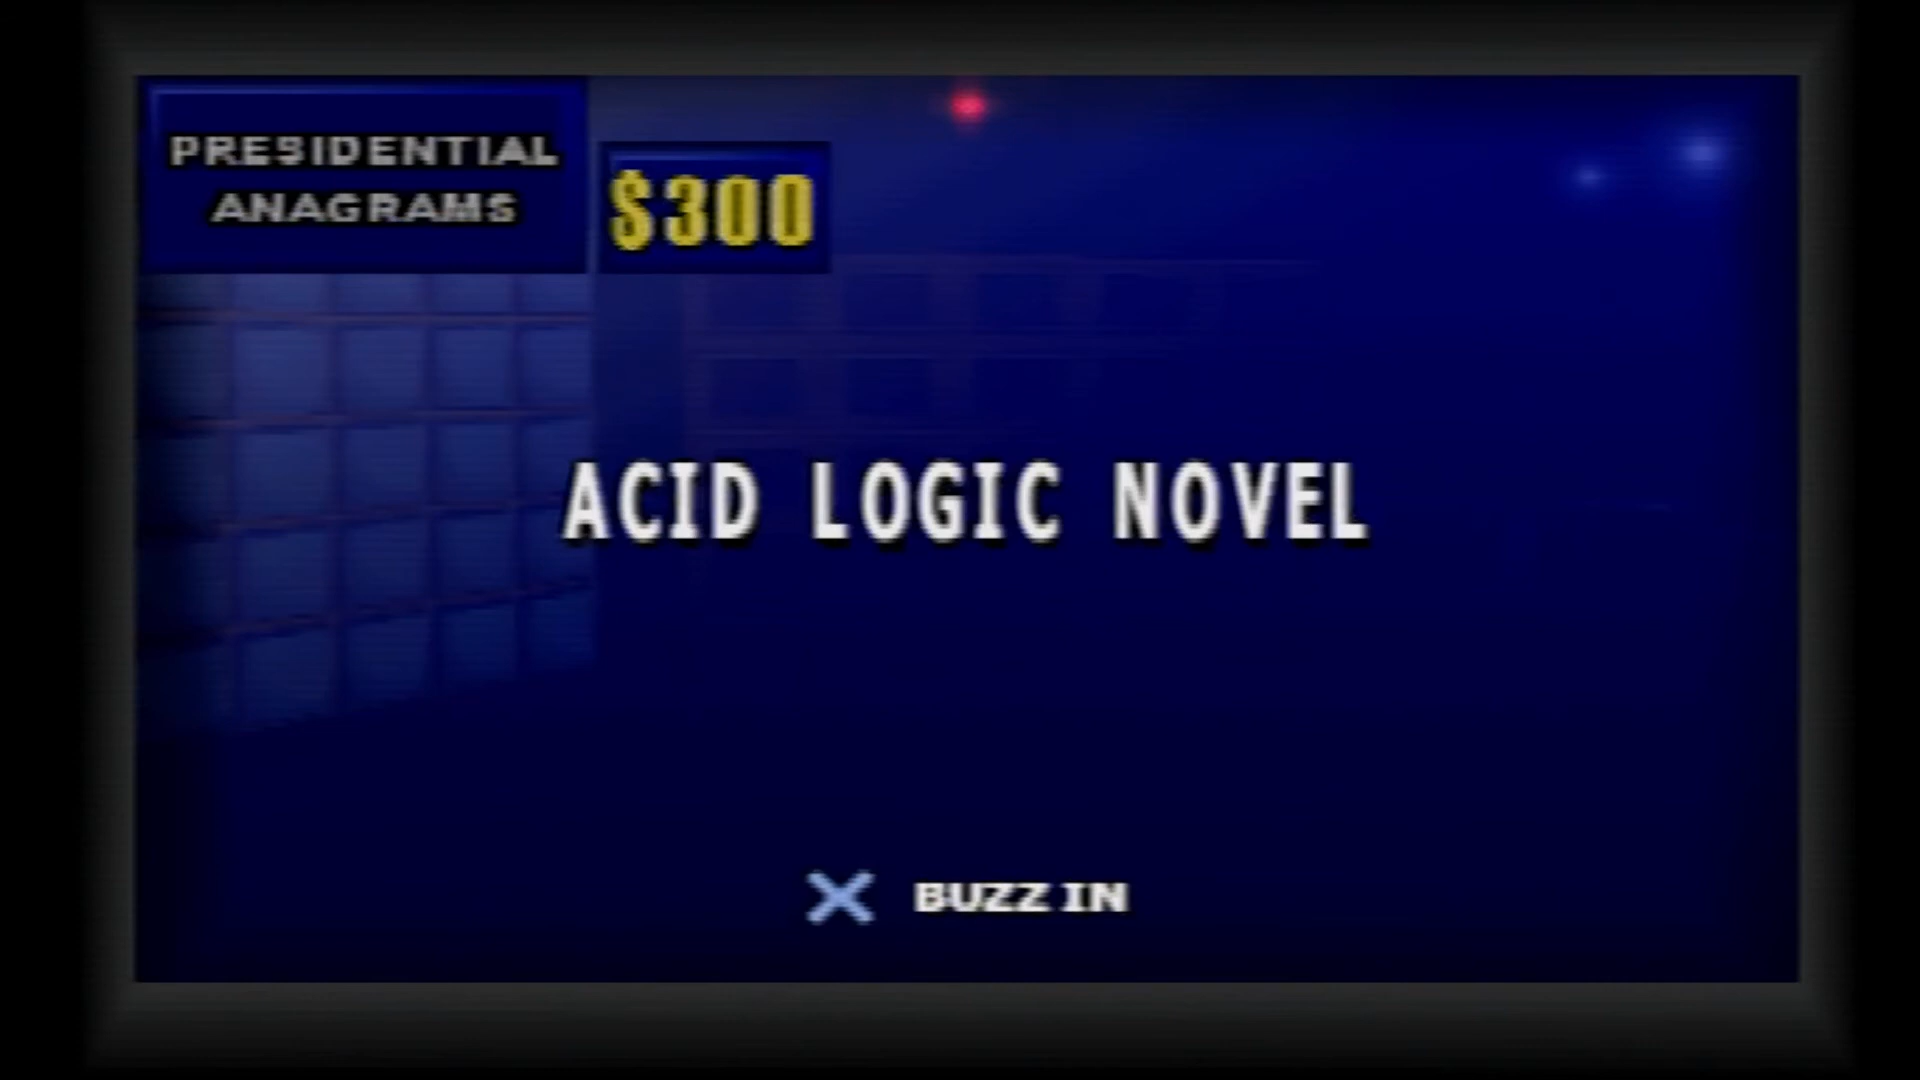 PRESIDENTIAL
ANAGRAMS
$300
ACID LOGIC NOVEL
BUZZ IN